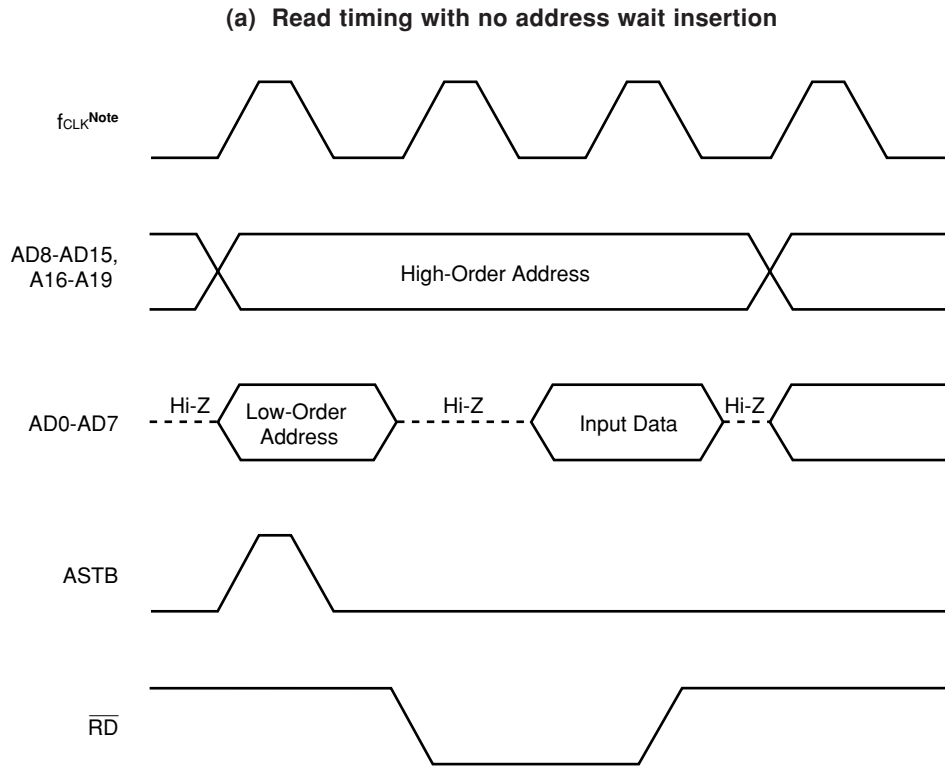 (a) Read timing with no address wait insertion
fCLKNote
AD8-AD15,
A16-A19
High-Order Address
AD0-AD7
Hi-Z
Low-Order
Address
Hi-Z
Input Data
Hi-Z
ASTB
RD